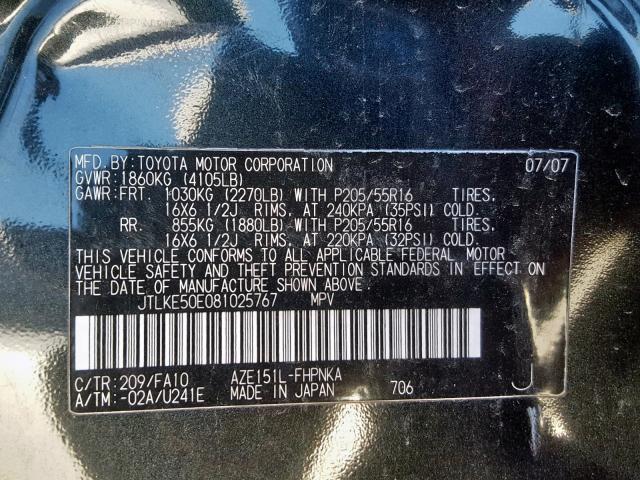 MFD.BY:TOYOTA MOTOR CORPORATION 07/07
GVWR:1860KG (4105LB)
GAWR:FRT. 1030KG (2270LB) WITH P205/55R16 TIRES,
16X6 1/2J RIMS, AT 240KPA (35PSI) COLD.
RR. 855KG (1880LB) WITH P205/55R16 TIRES,
16X6 1/2J RIMS, AT 220KPA (32PSI) COLD.
THIS VEHICLE CONFORMS TO ALL APPLICABLE FEDERAL MOTOR
VEHICLE SAFETY AND THEFT PREVENTION STANDARDS IN EFFECT ON
THE DATE OF MANUFACTURE SHOWN ABOVE.
JTLKE50E081025767 MPV
C/TR:209/FA10 AZE151L-FHPNKA
A/TM:-02A/U241E MADE IN JAPAN 706 J